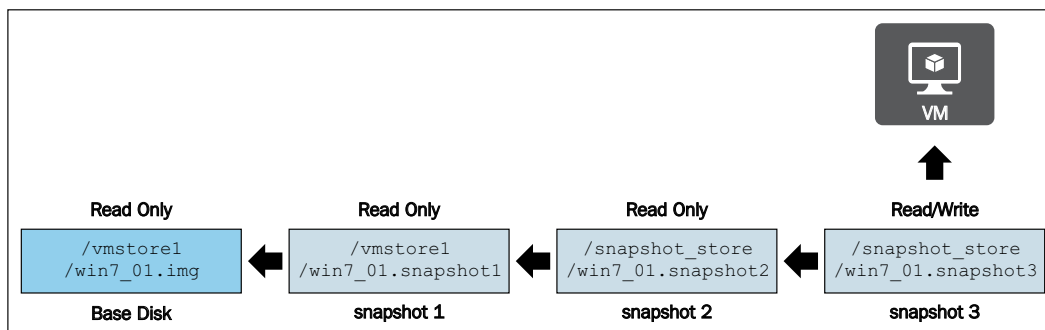 VM
Read Only
Read Only
Read Only
Read/Write
/vmstore1
/win7_01.img
/vmstore1
/win7_01.snapshot1
/snapshot_store
/win7_01.snapshot2
/snapshot_store
/win7_01.snapshot3
Base Disk
snapshot 1
snapshot 2
snapshot 3